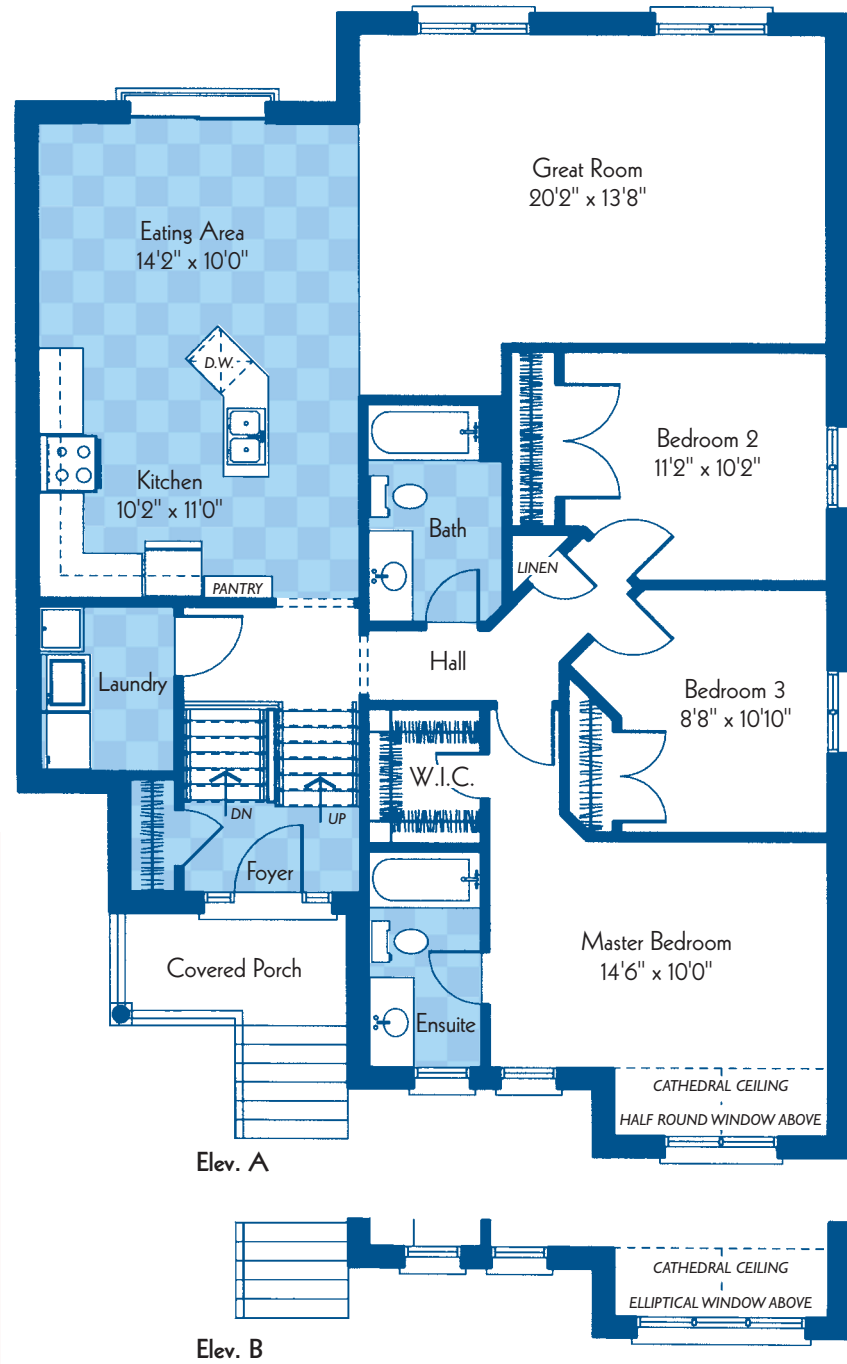 Great Room
20'2" x 13'8"
Eating Area
14'2" x 10'0"
D.W.
Bedroom 2
11'2" x 10'2"
Kitchen
10'2" x 11'0"
Bath
LINEN
PANTRY
Hall
Laundry
Bedroom 3
8'8" x 10'10"
W.I.C.
DN
UP
Foyer
Master Bedroom
14'6" x 10'0"
Covered Porch
Ensuite
CATHEDRAL CEILING
HALF ROUND WINDOW ABOVE
Elev. A
CATHEDRAL CEILING
ELLIPTICAL WINDOW ABOVE
Elev. B